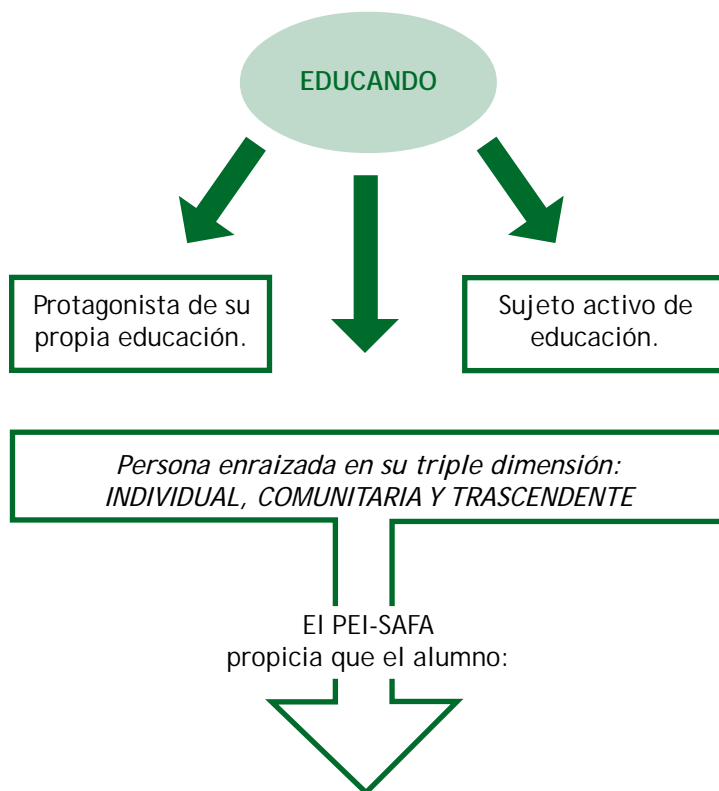 EDUCANDO
Protagonista de su
propia educación.
Sujeto activo de
educación.
Persona enraizada en su triple dimensión:
INDIVIDUAL, COMUNITARIA Y TRASCENDENTE
El PEI-SAFA
propicia que el alumno: